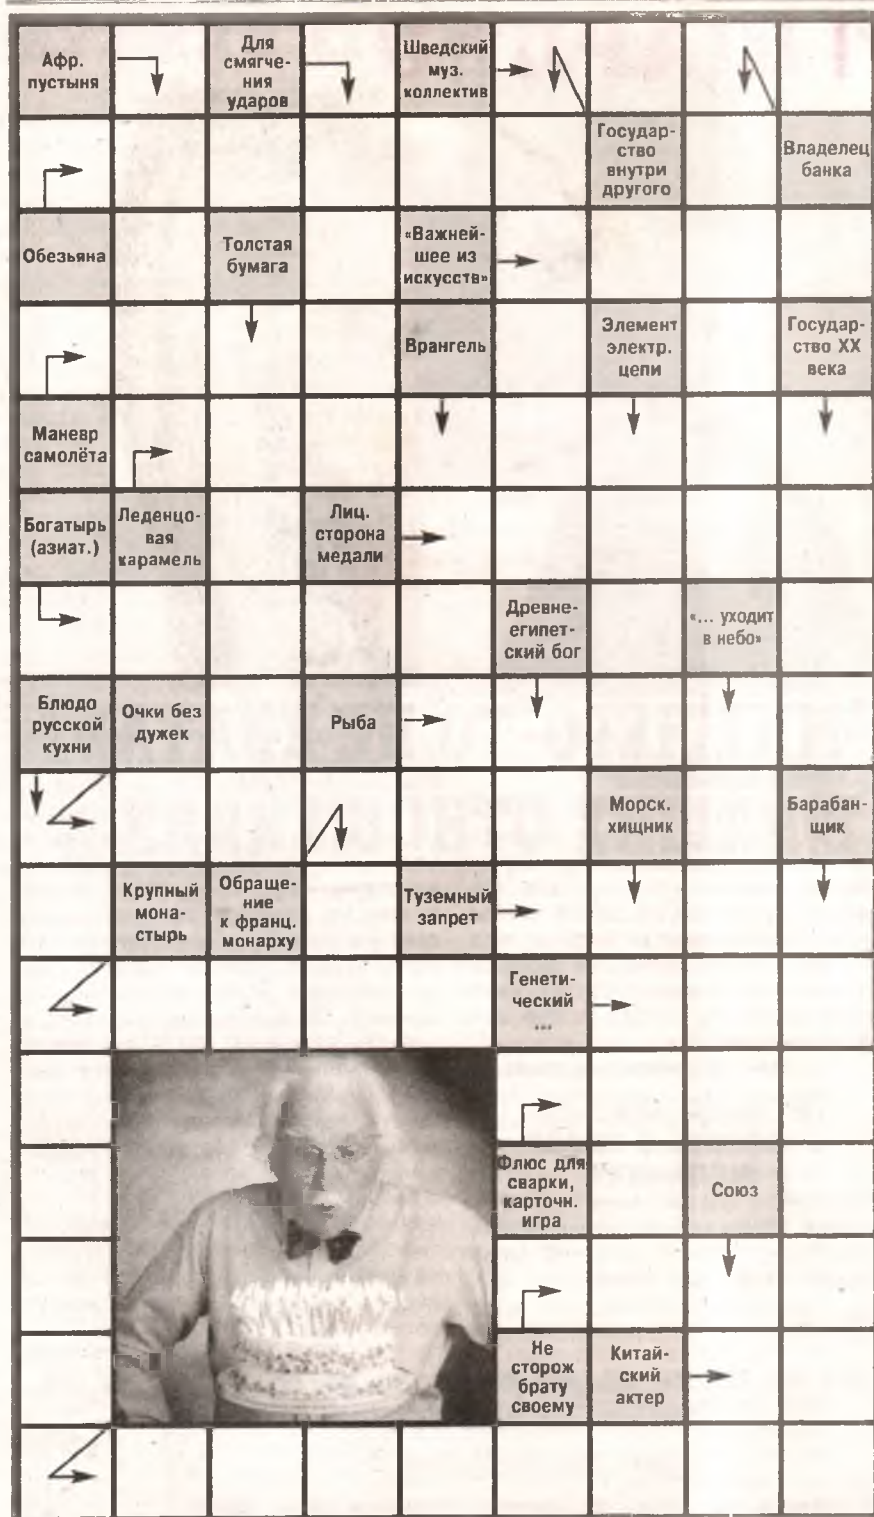 Афр.
пустыня
Для
смягче-
ния
ударов
Шведский
муз.
коллектив
Государ-
ство
внутри
другого
Владелец
банка
Обезьяна
Толстая
бумага
«Важней-
шее из
искусств»
Врангель
Элемент
электр.
цепи
Государ-
ство XX
века
Маневр
самолёта
Богатырь
(азиат.)
Леденцо-
вая
карамель
Лиц.
сторона
медали
Древне-
египет-
ский бог
«... уходит
в небо»
Блюдо
русской
кухни
Очки без
дужек
Рыба
Морск.
хищник
Барабан-
щик
Крупный
мона-
стырь
Обраще-
ние
к франц.
монарху
Туземный
запрет
Генети-
ческий
...
Флюс для
сварки,
карточн.
игра
Союз
Не
сторож
брату
своему
Китай-
ский
актер